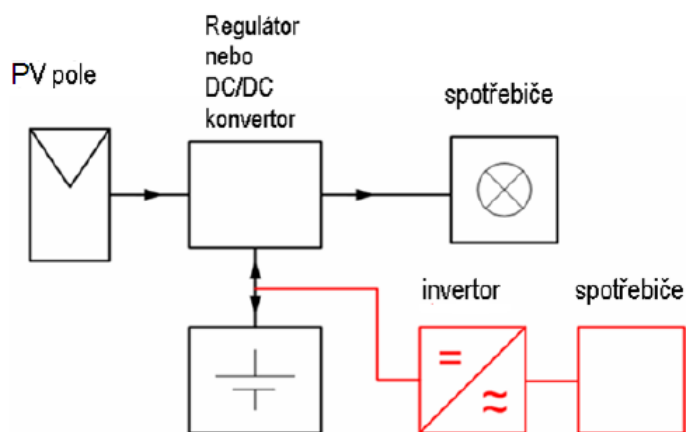 Regulátor
nebo
DC/DC
konvertor
PV pole
spotřebiče
invertor
spotřebiče
=
≈